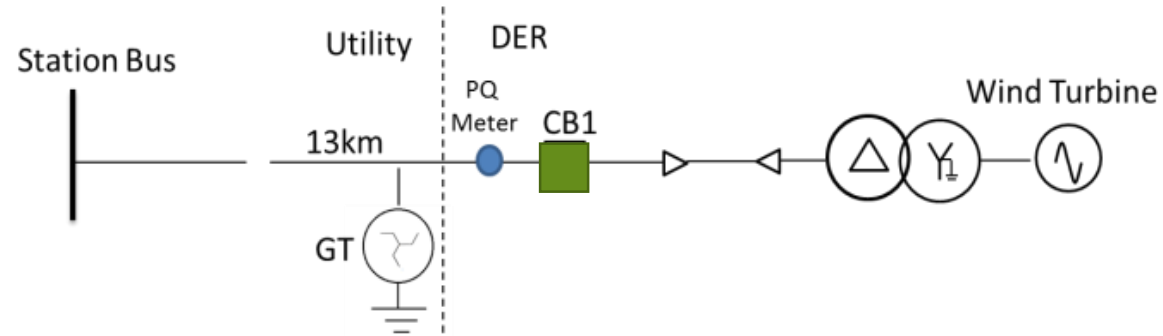 Station Bus
Utility
DER
PQ
Meter
CB1
Wind Turbine
13km
GT